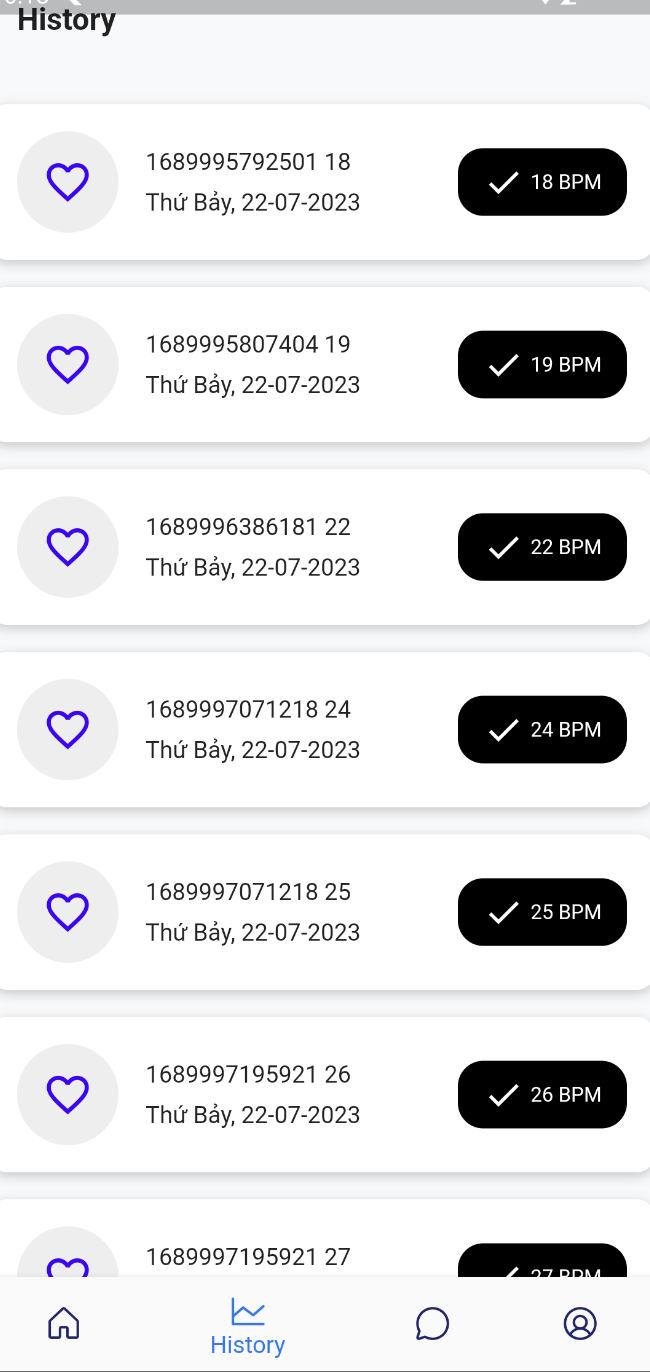 History
1689995792501 18
Thứ Bảy, 22-07-2023
18 BPM
1689995807404 19
Thứ Bảy, 22-07-2023
19 BPM
1689996386181 22
Thứ Bảy, 22-07-2023
22 BPM
1689997071218 24
Thứ Bảy, 22-07-2023
24 BPM
1689997071218 25
Thứ Bảy, 22-07-2023
25 BPM
1689997195921 26
Thứ Bảy, 22-07-2023
26 BPM
1689997195921 27
27 BPM
History